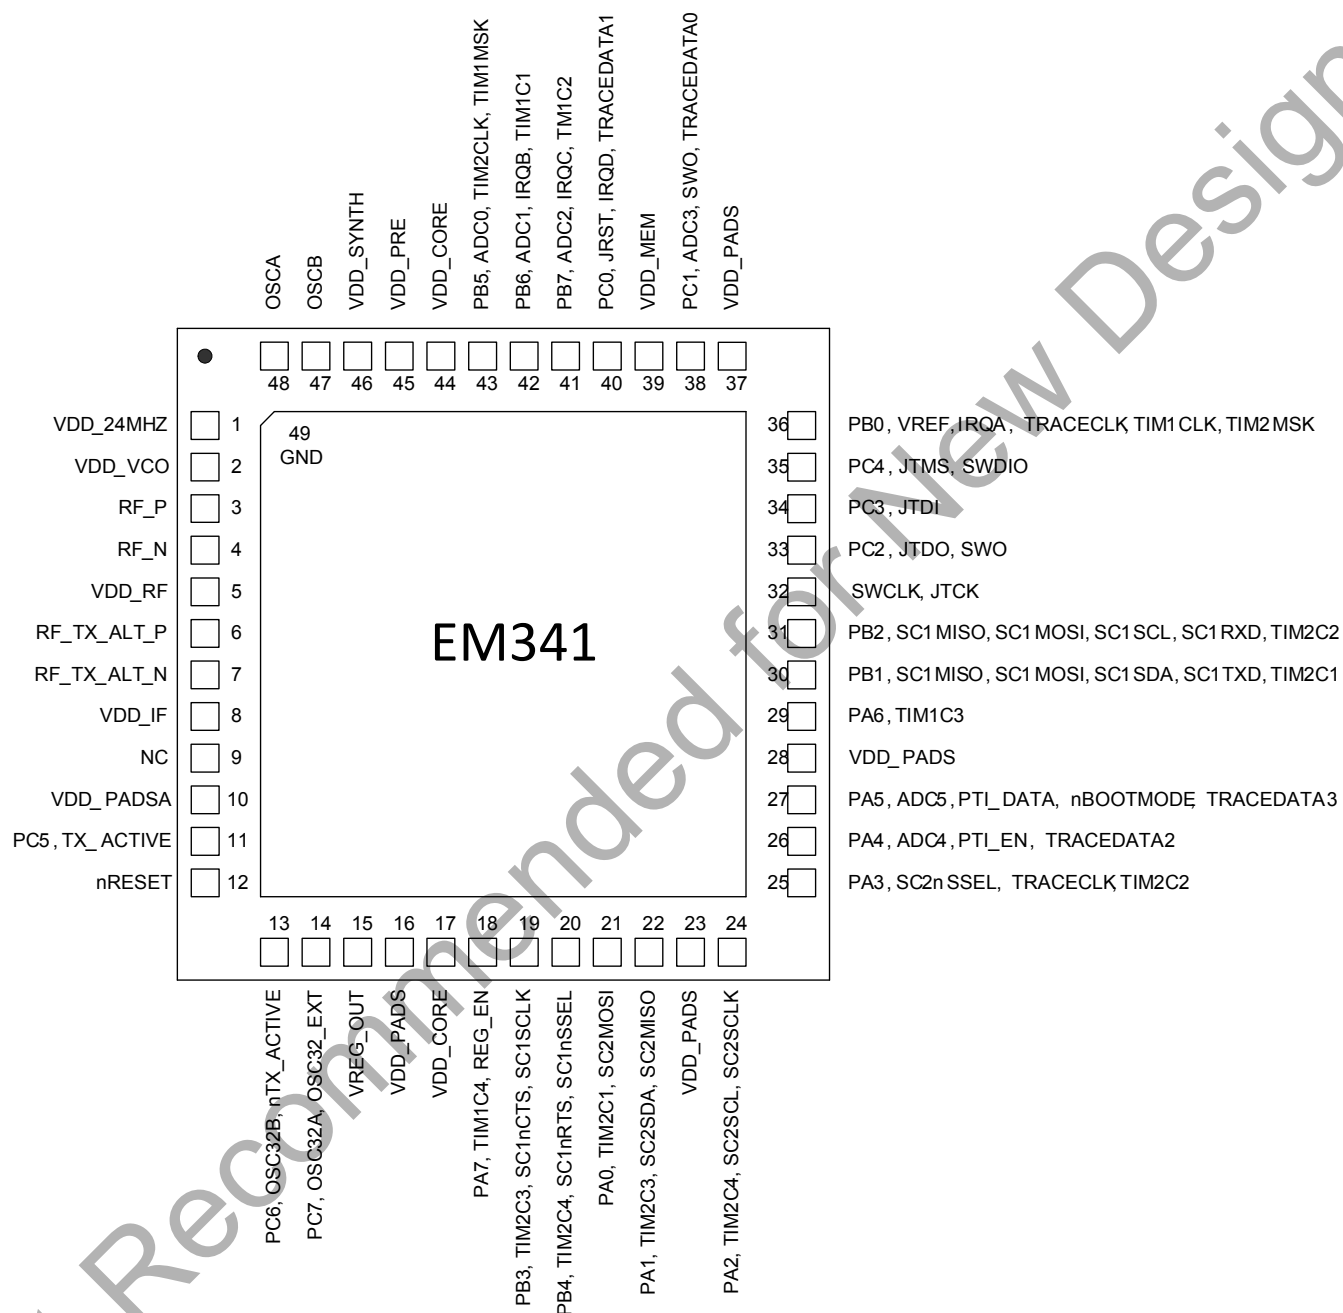 OSCA
OSCB
VDD_SYNTH
VDD_PRE
VDD_CORE
PB5, ADC0, TIM2CLK, TIM1MSK
PB6, ADC1, IRQB, TIM1C1
PB7, ADC2, IRQC, TM1C2
PC0, JRST, IRQD, TRACEDATA1
VDD_MEM
PC1, ADC3, SWO, TRACEDATA0
VDD_PADS
48 47 46 45 44 43 42 41 40 39 38 37
VDD_24MHZ 1
VDD_VCO 2
RF_P 3
RF_N 4
VDD_RF 5
RF_TX_ALT_P 6
RF_TX_ALT_N 7
VDD_IF 8
NC 9
VDD_PADSA 10
PC5, TX_ACTIVE 11
nRESET 12
49
GND
EM341
36 PB0, VREF, IRQA, TRACECLK, TIM1CLK, TIM2MSK
35 PC4, JTMS, SWDIO
34 PC3, JTDI
33 PC2, JTDO, SWO
32 SWCLK, JTCK
31 PB2, SC1MISO, SC1MOSI, SC1SCL, SC1RXD, TIM2C2
30 PB1, SC1MISO, SC1MOSI, SC1SDA, SC1TXD, TIM2C1
29 PA6, TIM1C3
28 VDD_PADS
27 PA5, ADC5, PTI_DATA, nBOOTMODE, TRACEDATA3
26 PA4, ADC4, PTI_EN, TRACEDATA2
25 PA3, SC2nSSEL, TRACECLK, TIM2C2
13 14 15 16 17 18 19 20 21 22 23 24
PC6, OSC32B, nTX_ACTIVE
PC7, OSC32A, OSC32_EXT
VREG_OUT
VDD_PADS
VDD_CORE
PA7, TIM1C4, REG_EN
PB3, TIM2C3, SC1nCTS, SC1SCLK
PB4, TIM2C4, SC1nRTS, SC1nSSEL
PA0, TIM2C1, SC2MOSI
PA1, TIM2C3, SC2SDA, SC2MISO
VDD_PADS
PA2, TIM2C4, SC2SCL, SC2SCLK
Recommended for New Design